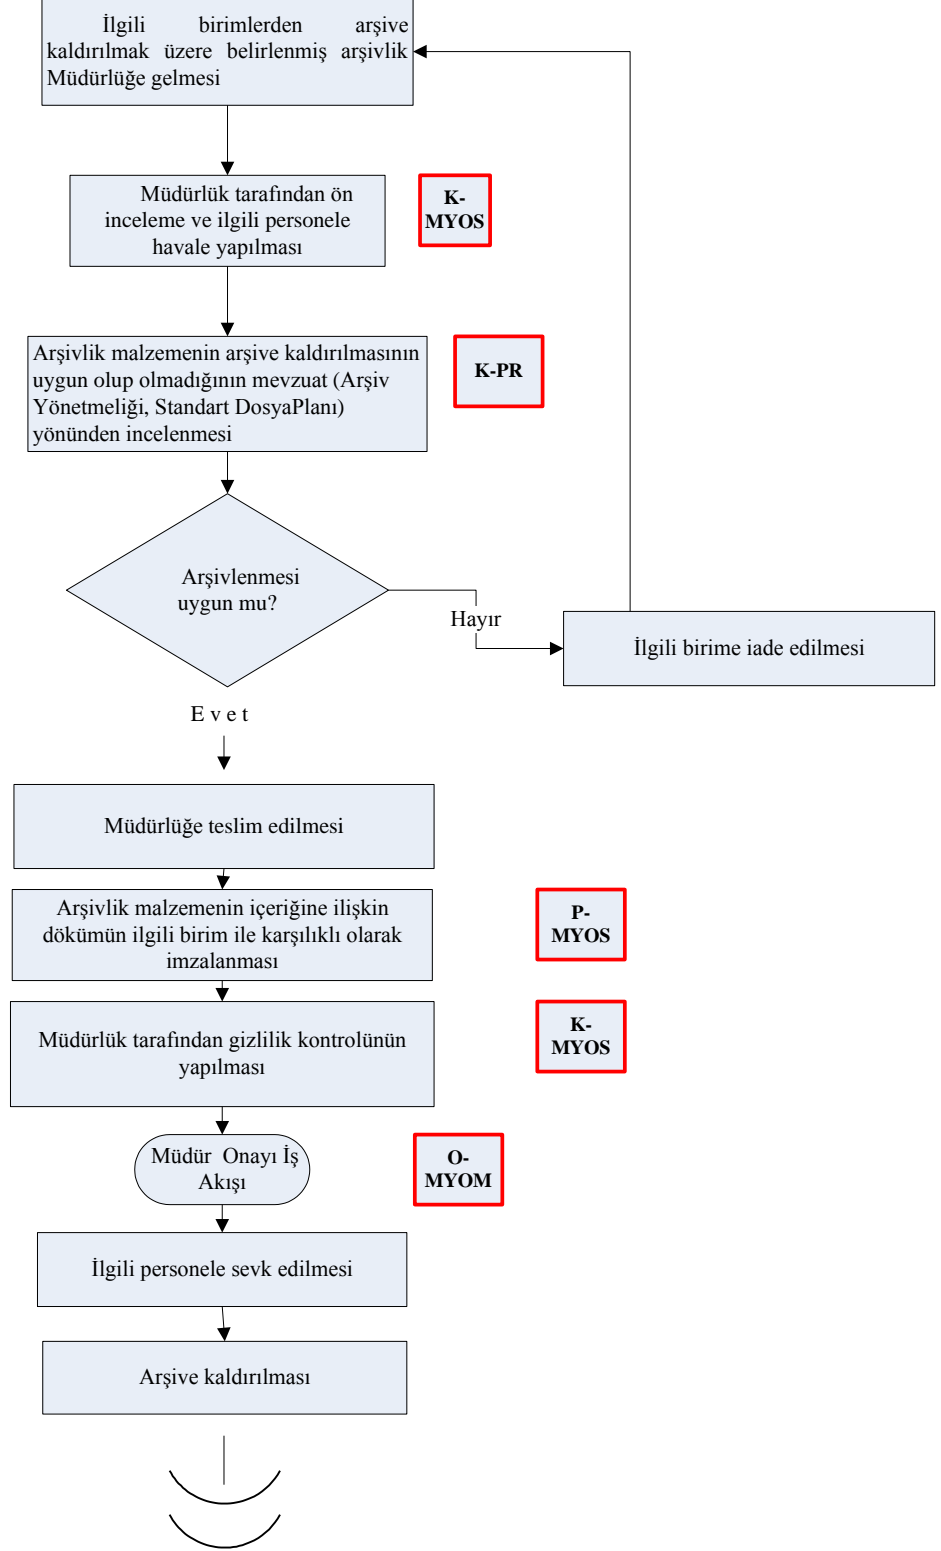 İlgili birimlerden arşive
kaldırılmak üzere belirlenmiş arşivlik
Müdürlüğe gelmesi
Müdürlük tarafından ön
inceleme ve ilgili personele
havale yapılması
K-
MYOS
Arşivlik malzemenin arşive kaldırılmasının
uygun olup olmadığının mevzuat (Arşiv
Yönetmeliği, Standart DosyaPlanı)
yönünden incelenmesi
K-PR
Arşivlenmesi
uygun mu?
Hayır
İlgili birime iade edilmesi
E v e t
Müdürlüğe teslim edilmesi
Arşivlik malzemenin içeriğine ilişkin
dökümün ilgili birim ile karşılıklı olarak
imzalanması
P-
MYOS
Müdürlük tarafından gizlilik kontrolünün
yapılması
K-
MYOS
Müdür Onayı İş
Akışı
O-
MYOM
İlgili personele sevk edilmesi
Arşive kaldırılması